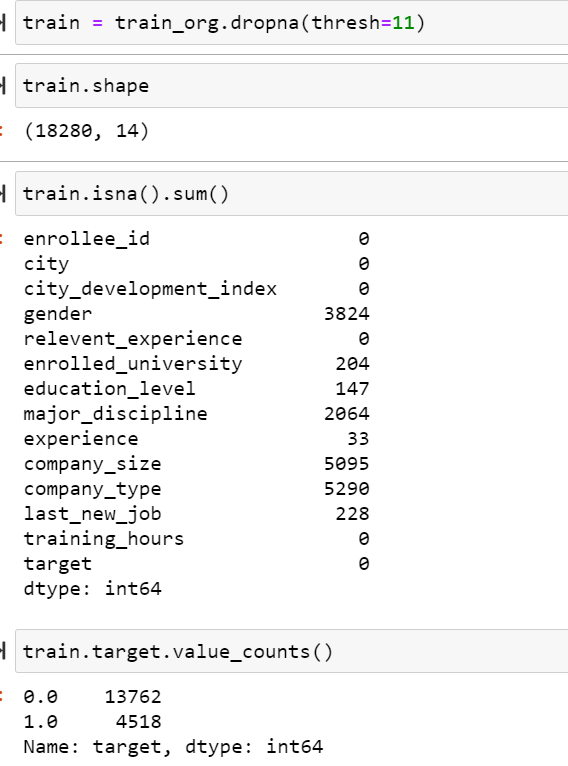 train = train_org.dropna(thresh=11)
train.shape
(18280, 14)
train.isna().sum()
enrollee_id 0
city 0
city_development_index 0
gender 3824
relevent_experience 0
enrolled_university 204
education_level 147
major_discipline 2064
experience 33
company_size 5095
company_type 5290
last_new_job 228
training_hours 0
target 0
dtype: int64
train.target.value_counts()
0.0 13762
1.0 4518
Name: target, dtype: int64